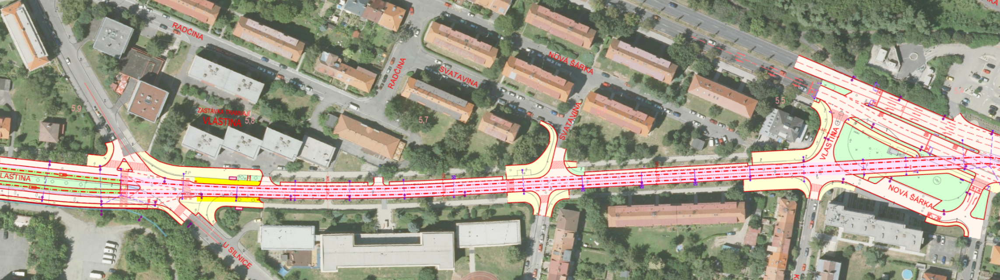 RADČINA
RADČINA
SVATAVINA
NOVÁ ŠÁRKA
SVATAVINA
5,9
ZASTÁVKA TRAMVAJÍ
VLASTINA 5,8
5,7
5,5
VLASTINA
LASTINA
NOVÁ ŠÁRKA
U SILNICE